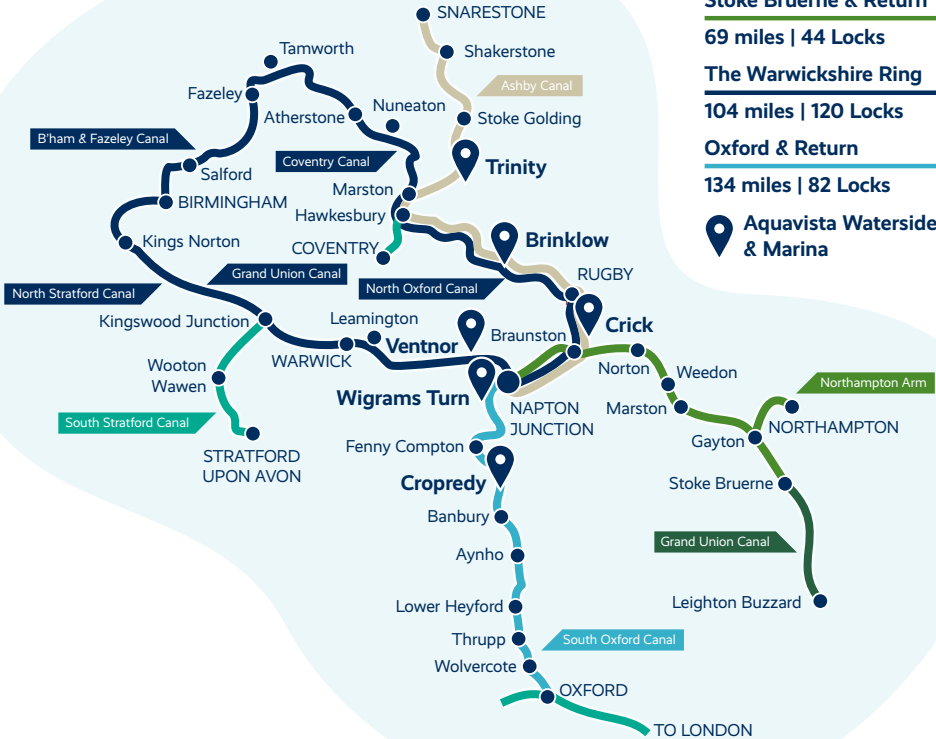 Stoke Bruerne & Return
69 miles | 44 Locks
The Warwickshire Ring
104 miles | 120 Locks
Oxford & Return
134 miles | 82 Locks
Aquavista Waterside
& Marina
SNARESTONE
Shakerstone
Ashby Canal
Stoke Golding
Trinity
Tamworth
Fazeley
Atherstone
Nuneaton
B'ham & Fazeley Canal
Coventry Canal
Salford
BIRMINGHAM
Marston
Hawkesbury
COVENTRY
Kings Norton
Grand Union Canal
North Stratford Canal
North Oxford Canal
Brinklow
RUGBY
Kingswood Junction
Leamington
WARWICK
Ventnor
Braunston
Crick
Wooton
Wawen
South Stratford Canal
STRATFORD
UPON AVON
Wigrams Turn
NAPTON
JUNCTION
Norton
Weedon
Marston
Northampton Arm
NORTHAMPTON
Gayton
Stoke Bruerne
Grand Union Canal
Leighton Buzzard
Fenny Compton
Cropredy
Banbury
Aynho
Lower Heyford
Thrupp
South Oxford Canal
Wolvercote
OXFORD
TO LONDON